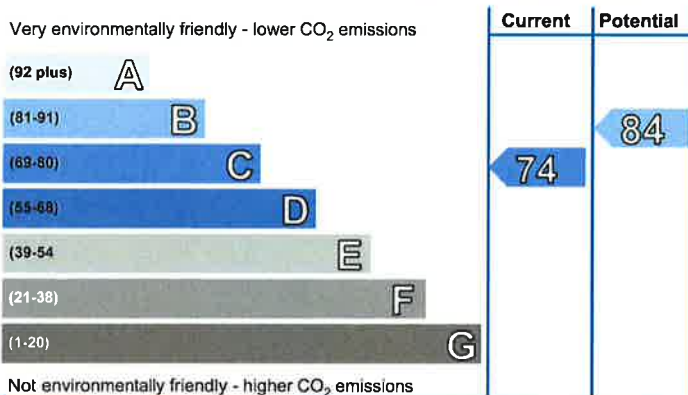 Current Potential
Very environmentally friendly - lower CO₂ emissions
(92 plus) A
(81-91) B
84
(69-80) C
74
(55-68) D
(39-54 E
(21-38) F
(1-20) G
Not environmentally friendly - higher CO₂ emissions